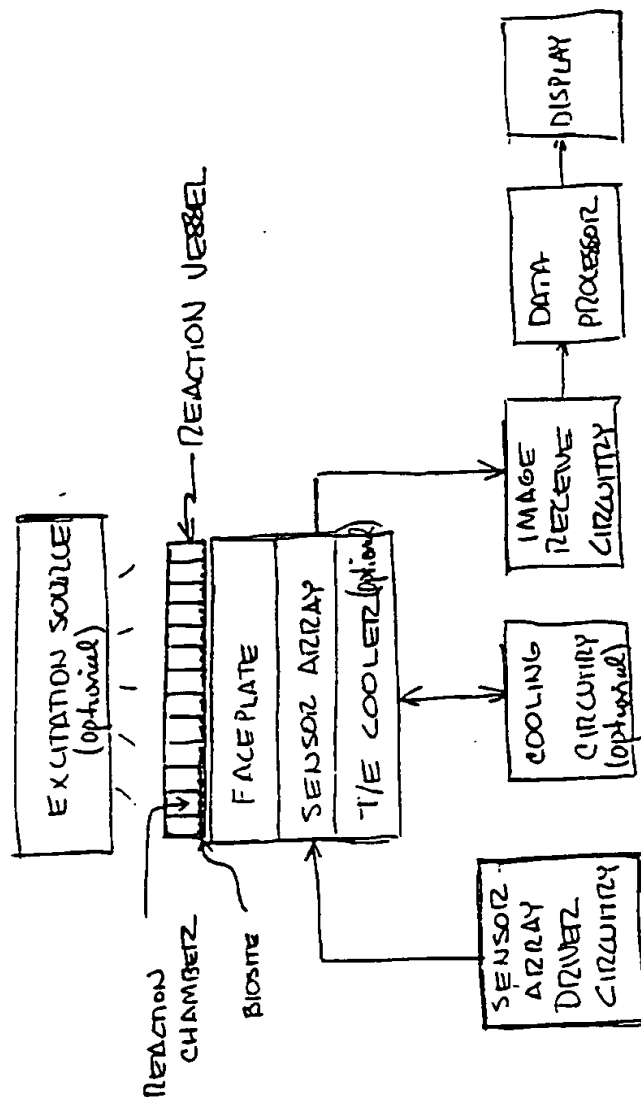 EXCITATION SOURCE
(optional)
REACTION
CHAMBER
REACTION VESSEL
BIOSITE
FACEPLATE
SENSOR ARRAY
T/E COOLER (optional)
SENSOR
ARRAY
DRIVER
CIRCUITRY
COOLING
CIRCUITRY
(optional)
IMAGE
RECEIVE
CIRCUITRY
DATA
PROCESSOR
DISPLAY